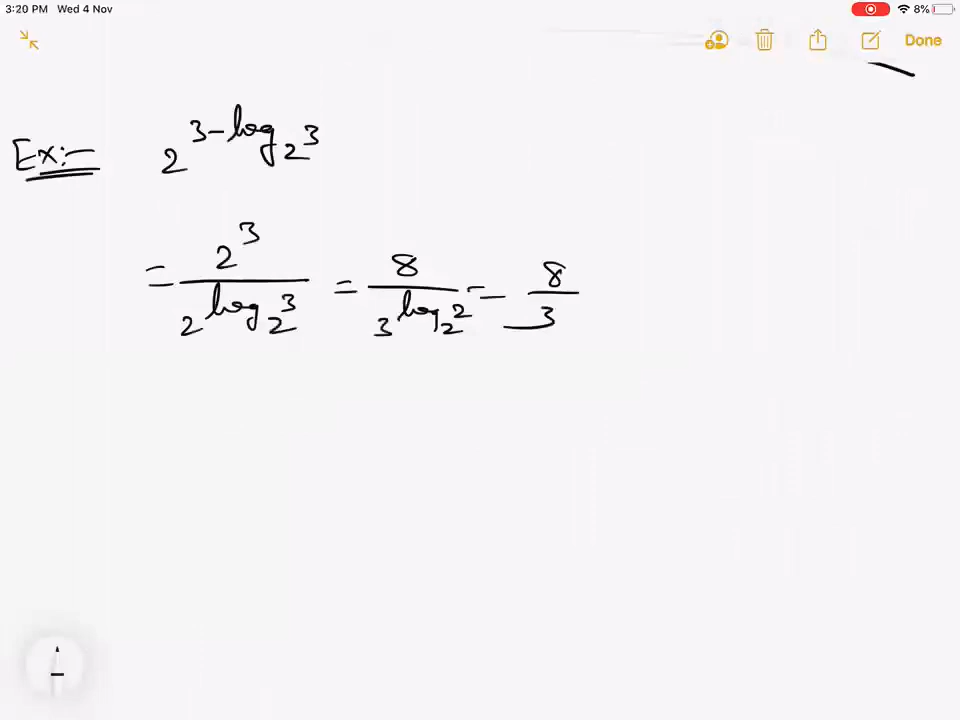 3:20 PM Wed 4 Nov 8%
Done
Ex:- 2^{3-log_2 3}
= 2^3 / 2^{log_2 3} = 8 / 3^{log_2 2} = 8 / 3